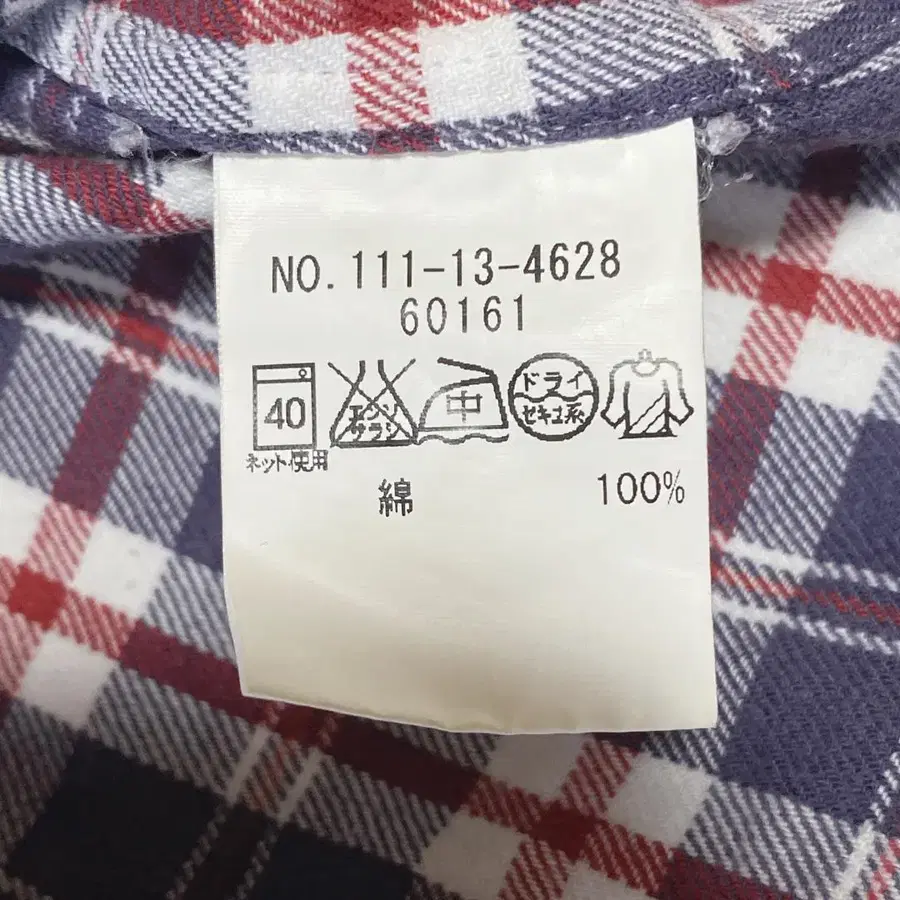 NO. 111-13-4628
60161
40
ネット使用
エンソ
サラシ
中
ドライ
セキユ系
綿 100%